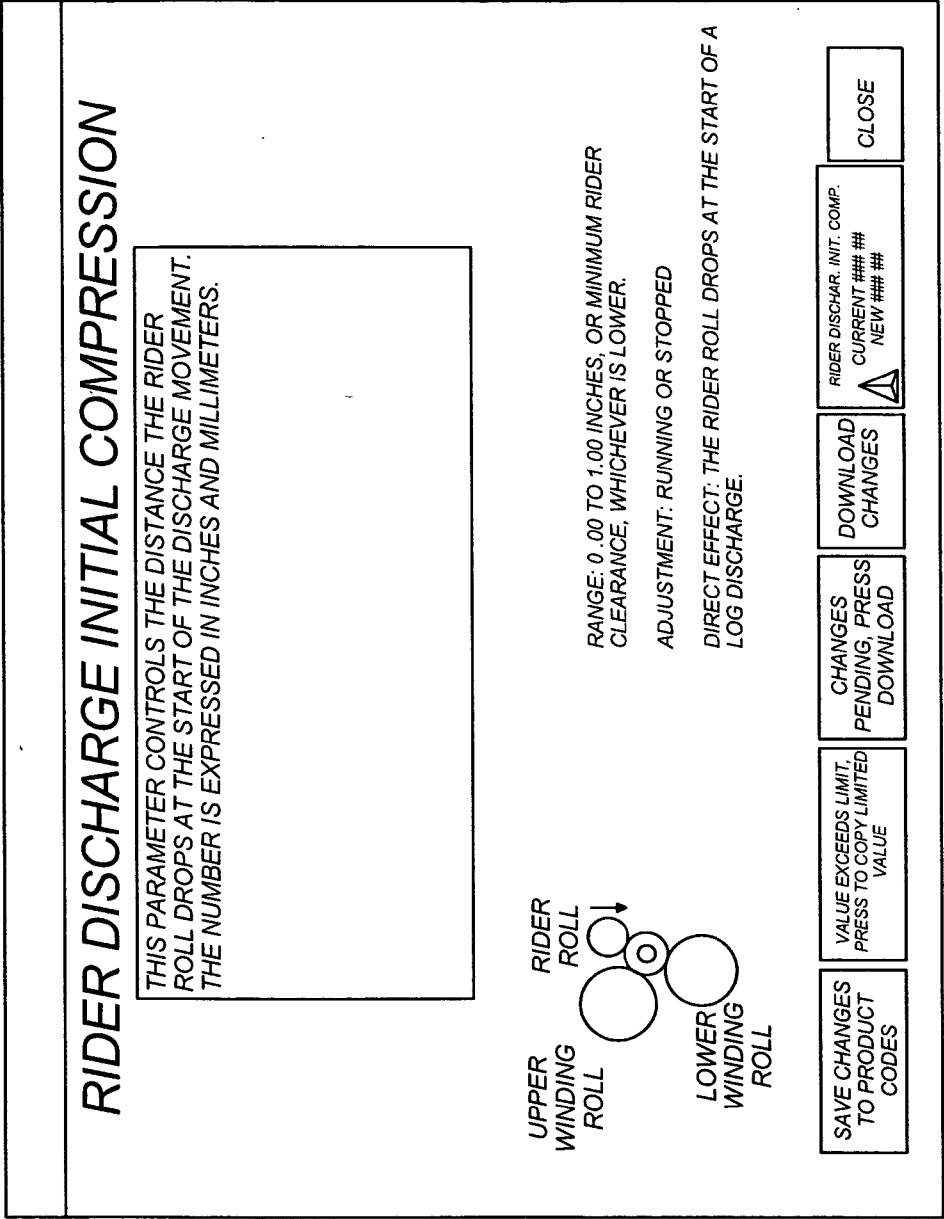 RIDER DISCHARGE INITIAL COMPRESSION
THIS PARAMETER CONTROLS THE DISTANCE THE RIDER
ROLL DROPS AT THE START OF THE DISCHARGE MOVEMENT.
THE NUMBER IS EXPRESSED IN INCHES AND MILLIMETERS.
UPPER
WINDING
ROLL
RIDER
ROLL
LOWER
WINDING
ROLL
RANGE: 0 .00 TO 1.00 INCHES, OR MINIMUM RIDER
CLEARANCE, WHICHEVER IS LOWER.
ADJUSTMENT: RUNNING OR STOPPED
DIRECT EFFECT: THE RIDER ROLL DROPS AT THE START OF A
LOG DISCHARGE.
SAVE CHANGES
TO PRODUCT
CODES
VALUE EXCEEDS LIMIT,
PRESS TO COPY LIMITED
VALUE
CHANGES
PENDING, PRESS
DOWNLOAD
DOWNLOAD
CHANGES
RIDER DISCHAR. INIT. COMP.
CURRENT ### ##
NEW ### ##
CLOSE